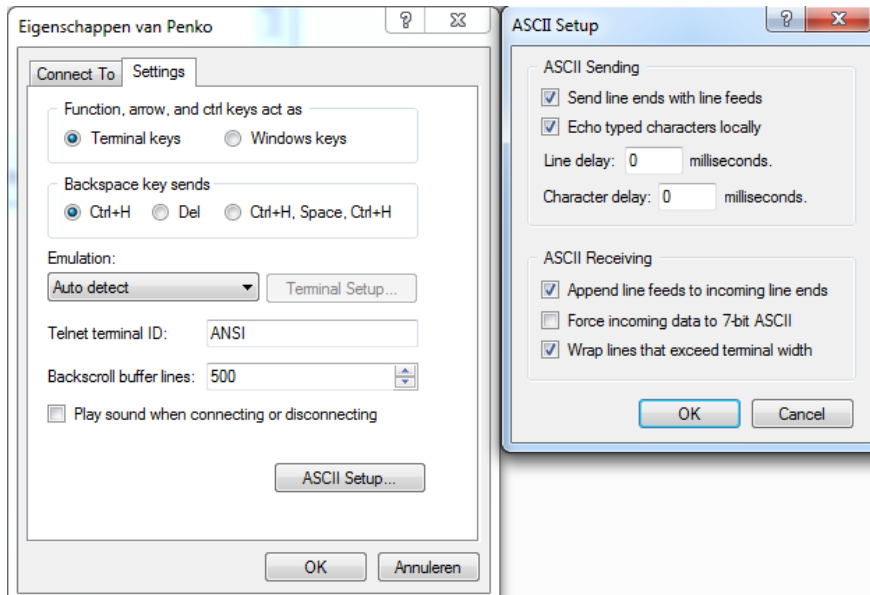 Eigenschappen van Penko
Connect To
Settings
Function, arrow, and ctrl keys act as
Terminal keys
Windows keys
Backspace key sends
Ctrl+H
Del
Ctrl+H, Space, Ctrl+H
Emulation:
Auto detect
Terminal Setup...
Telnet terminal ID:
ANSI
Backscroll buffer lines:
500
Play sound when connecting or disconnecting
ASCII Setup...
OK
Annuleren
ASCII Setup
ASCII Sending
Send line ends with line feeds
Echo typed characters locally
Line delay:
0
milliseconds.
Character delay:
0
milliseconds.
ASCII Receiving
Append line feeds to incoming line ends
Force incoming data to 7-bit ASCII
Wrap lines that exceed terminal width
OK
Cancel